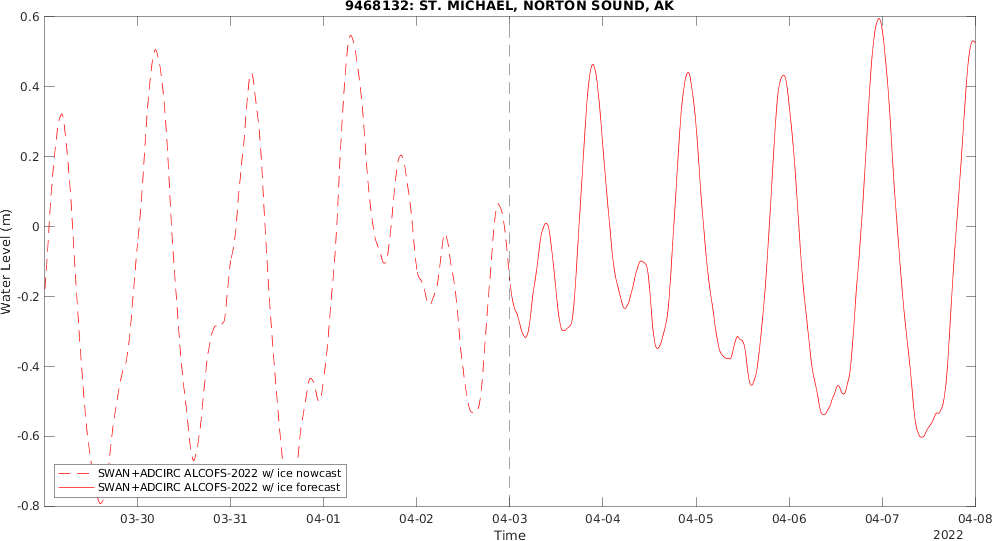 9468132: ST. MICHAEL, NORTON SOUND, AK
0.6
0.4
0.2
0
-0.2
-0.4
-0.6
-0.8
Water Level (m)
SWAN+ADCIRC ALCOFS-2022 w/ ice nowcast
SWAN+ADCIRC ALCOFS-2022 w/ ice forecast
03-30 03-31 04-01 04-02 04-03 04-04 04-05 04-06 04-07 04-08
Time
2022